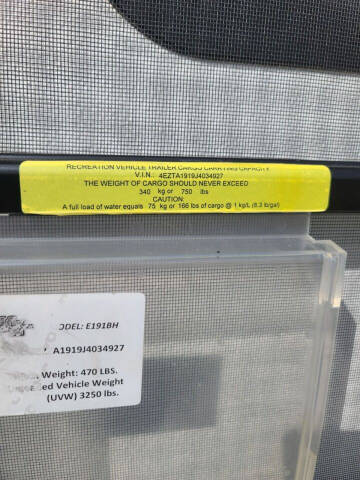 RECREATION VEHICLE TRAILER CARGO CARRYING CAPACITY
V.I.N.: 4EZTA1919J4034927
THE WEIGHT OF CARGO SHOULD NEVER EXCEED
340 kg or 750 lbs
CAUTION:
A full load of water equals 75 kg or 166 lbs of cargo @ 1 kg/L (8.3 lb/gal)
ODEL: E191BH
A1919J4034927
Weight: 470 LBS.
ed Vehicle Weight
(UVW) 3250 lbs.